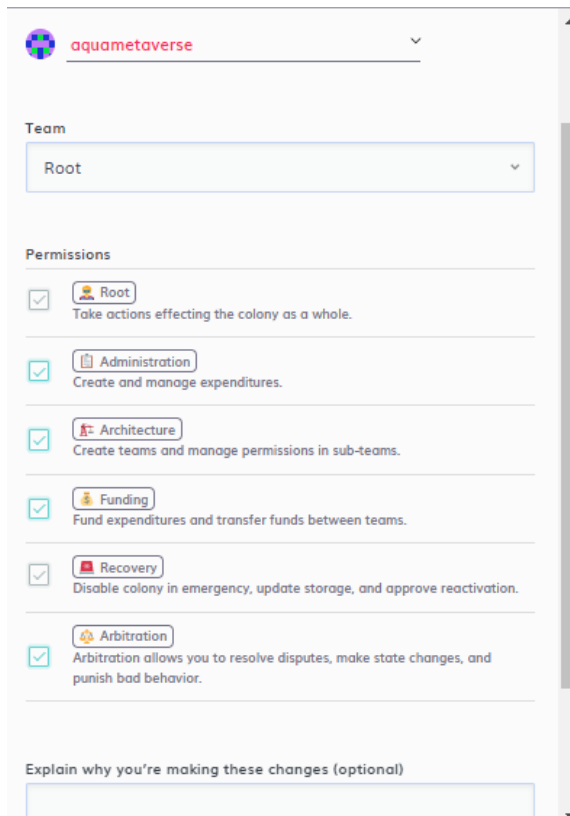 aquametaverse
Team
Root
Permissions
Root
Take actions effecting the colony as a whole.
Administration
Create and manage expenditures.
Architecture
Create teams and manage permissions in sub-teams.
Funding
Fund expenditures and transfer funds between teams.
Recovery
Disable colony in emergency, update storage, and approve reactivation.
Arbitration
Arbitration allows you to resolve disputes, make state changes, and
punish bad behavior.
Explain why you're making these changes (optional)